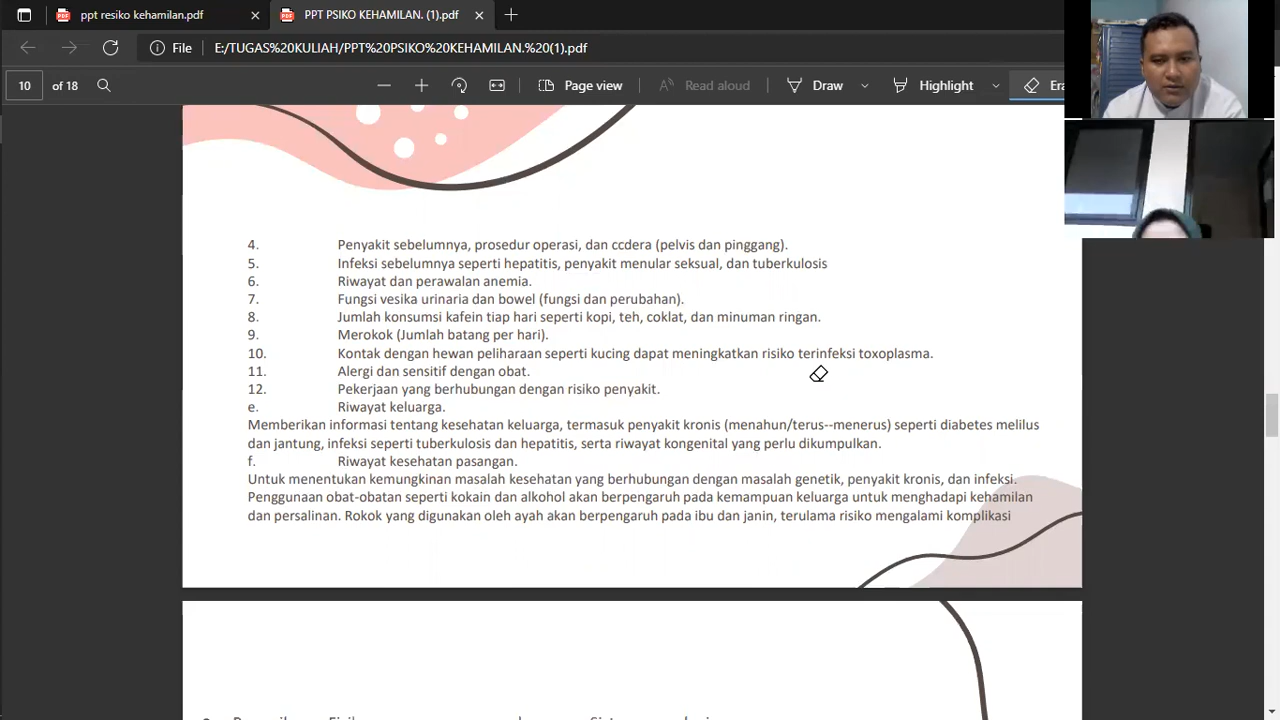 ppt resiko kehamilan.pdf
PPT PSIKO KEHAMILAN. (1).pdf
File
E:/TUGAS%20KULIAH/PPT%20PSIKO%20KEHAMILAN.%20(1).pdf
10 of 18
Page view
Read aloud
Draw
Highlight
Era
4. Penyakit sebelumnya, prosedur operasi, dan ccdera (pelvis dan pinggang).
5. Infeksi sebelumnya seperti hepatitis, penyakit menular seksual, dan tuberkulosis
6. Riwayat dan perawalan anemia.
7. Fungsi vesika urinaria dan bowel (fungsi dan perubahan).
8. Jumlah konsumsi kafein tiap hari seperti kopi, teh, coklat, dan minuman ringan.
9. Merokok (Jumlah batang per hari).
10. Kontak dengan hewan peliharaan seperti kucing dapat meningkatkan risiko terinfeksi toxoplasma.
11. Alergi dan sensitif dengan obat.
12. Pekerjaan yang berhubungan dengan risiko penyakit.
e. Riwayat keluarga.
Memberikan informasi tentang kesehatan keluarga, termasuk penyakit kronis (menahun/terus--menerus) seperti diabetes melilus
dan jantung, infeksi seperti tuberkulosis dan hepatitis, serta riwayat kongenital yang perlu dikumpulkan.
f. Riwayat kesehatan pasangan.
Untuk menentukan kemungkinan masalah kesehatan yang berhubungan dengan masalah genetik, penyakit kronis, dan infeksi.
Penggunaan obat-obatan seperti kokain dan alkohol akan berpengaruh pada kemampuan keluarga untuk menghadapi kehamilan
dan persalinan. Rokok yang digunakan oleh ayah akan berpengaruh pada ibu dan janin, terulama risiko mengalami komplikasi